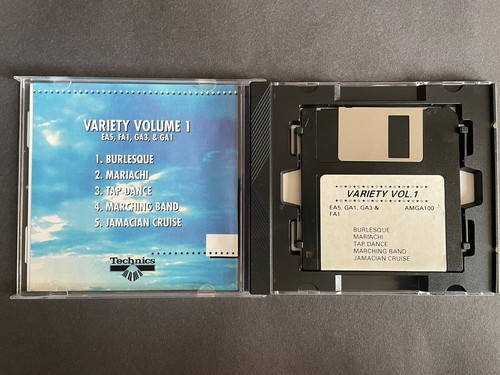 VARIETY VOLUME 1
EA5, FA1, GA3, & GA1
1. BURLESQUE
2. MARIACHI
3. TAP DANCE
4. MARCHING BAND
5. JAMACIAN CRUISE
Technics
VARIETY VOL.1
EA5, GA1, GA3 & AMGA100
FA1
BURLESQUE
MARIACHI
TAP DANCE
MARCHING BAND
JAMACIAN CRUISE